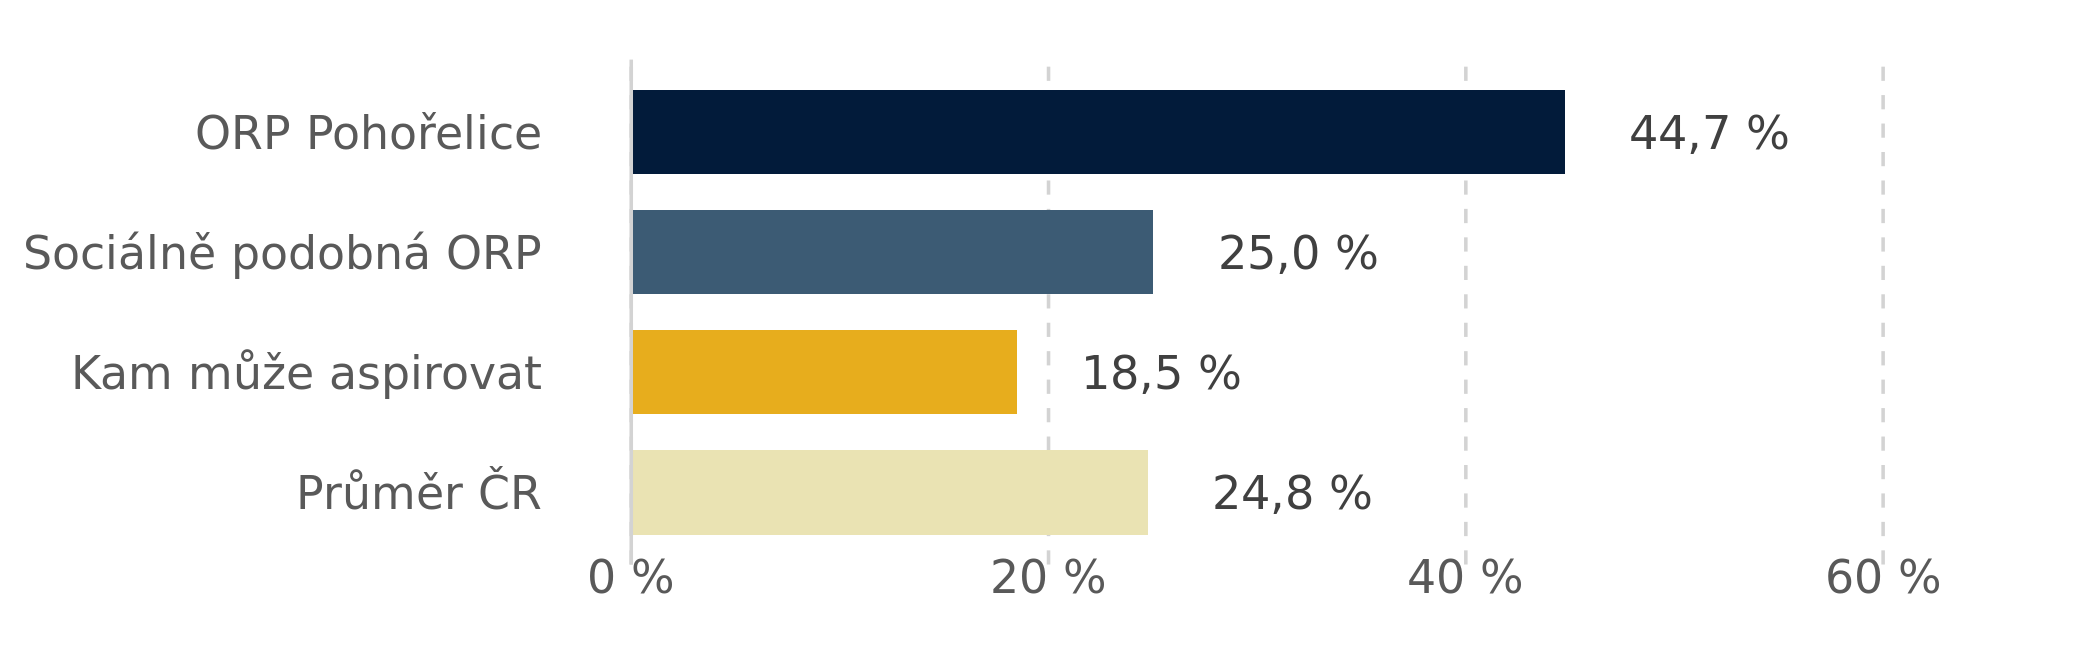 ORP Pohořelice 44,7 %
Sociálně podobná ORP 25,0 %
Kam může aspirovat 18,5 %
Průměr ČR 24,8 %
0 % 20 % 40 % 60 %